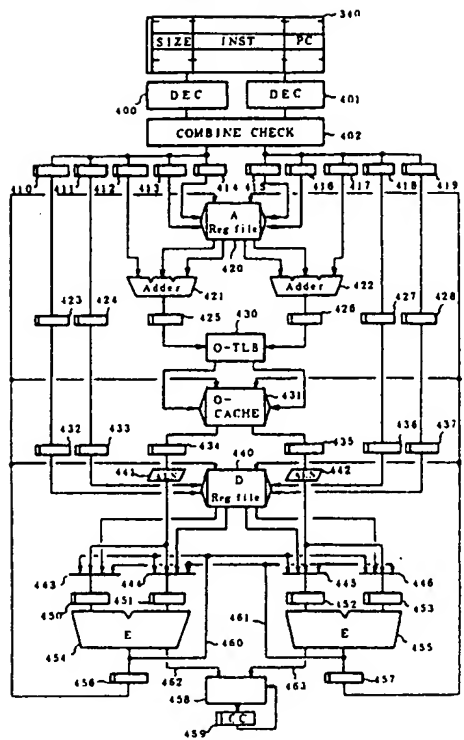 340
SIZE INST PC
DEC DEC
400 401
COMBINE CHECK 402
410 411 412 413 414 415 416 417 418 419
A
Reg file
420
Adder Adder
421 422
423 424 425 426 427 428
430
O-TLB
O-
CACHE 431
432 433 434 435 436 437
440
441 ALS ALS 442
D
Reg file
443 444 445 446
450 451 452 453
461
E E
454 460 455
456 462 463 457
458
459 CC